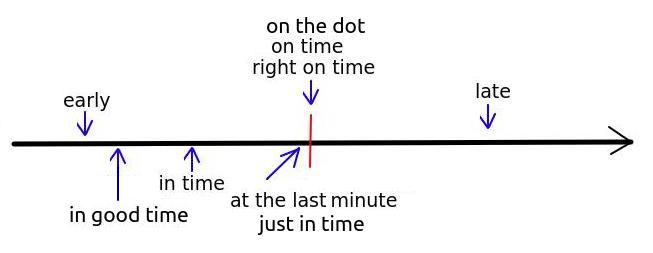 on the dot
on time
right on time
early
late
in time
in good time
at the last minute
just in time